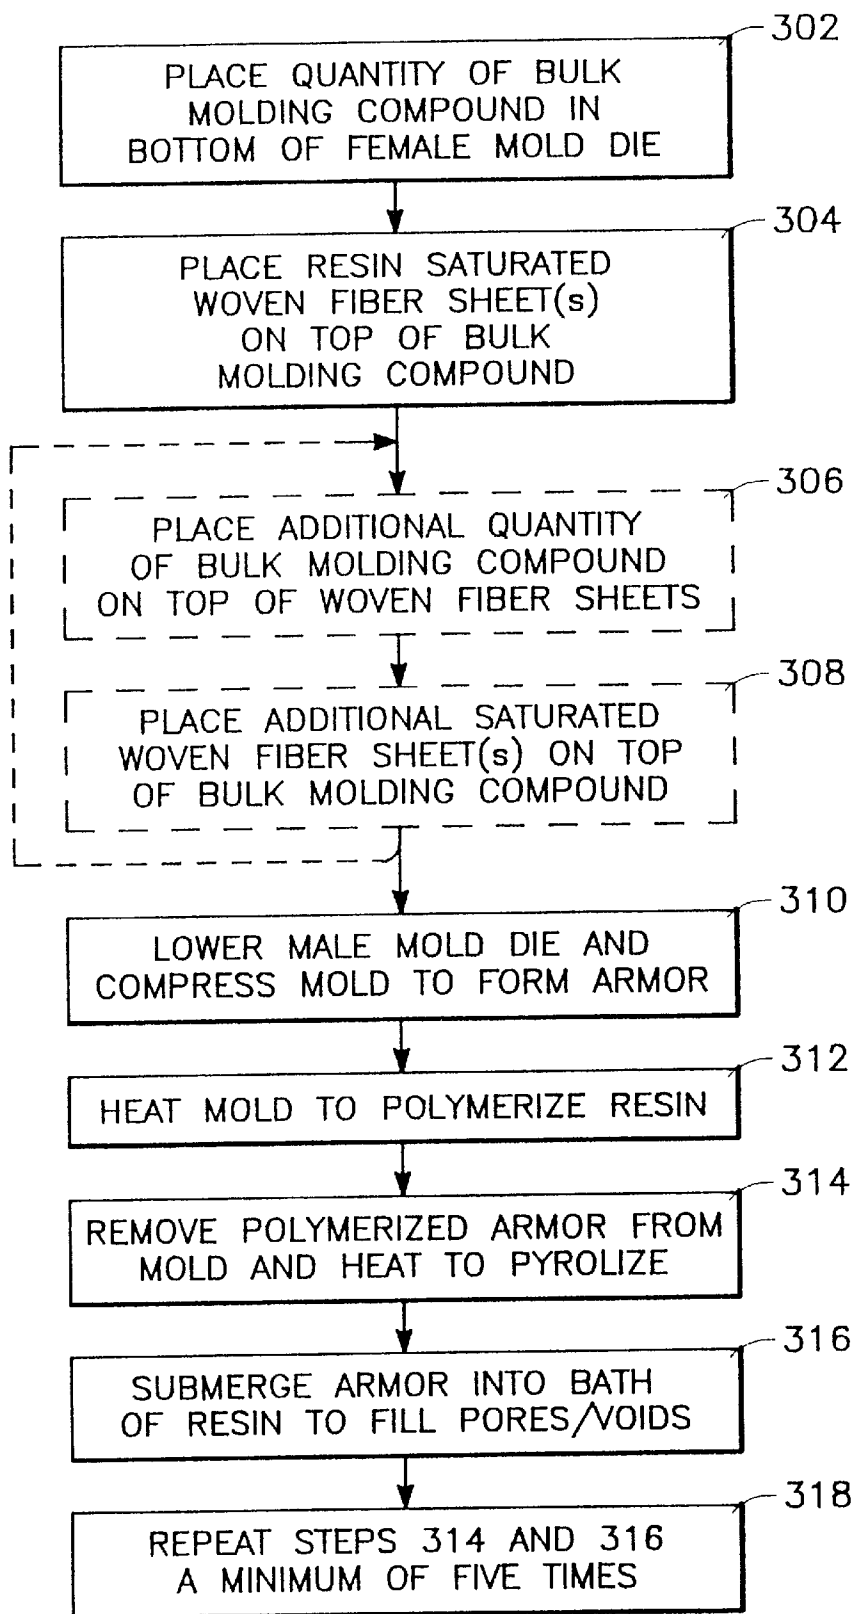 302
PLACE QUANTITY OF BULK
MOLDING COMPOUND IN
BOTTOM OF FEMALE MOLD DIE
304
PLACE RESIN SATURATED
WOVEN FIBER SHEET(s)
ON TOP OF BULK
MOLDING COMPOUND
306
PLACE ADDITIONAL QUANTITY
OF BULK MOLDING COMPOUND
ON TOP OF WOVEN FIBER SHEETS
308
PLACE ADDITIONAL SATURATED
WOVEN FIBER SHEET(s) ON TOP
OF BULK MOLDING COMPOUND
310
LOWER MALE MOLD DIE AND
COMPRESS MOLD TO FORM ARMOR
312
HEAT MOLD TO POLYMERIZE RESIN
314
REMOVE POLYMERIZED ARMOR FROM
MOLD AND HEAT TO PYROLIZE
316
SUBMERGE ARMOR INTO BATH
OF RESIN TO FILL PORES/VOIDS
318
REPEAT STEPS 314 AND 316
A MINIMUM OF FIVE TIMES